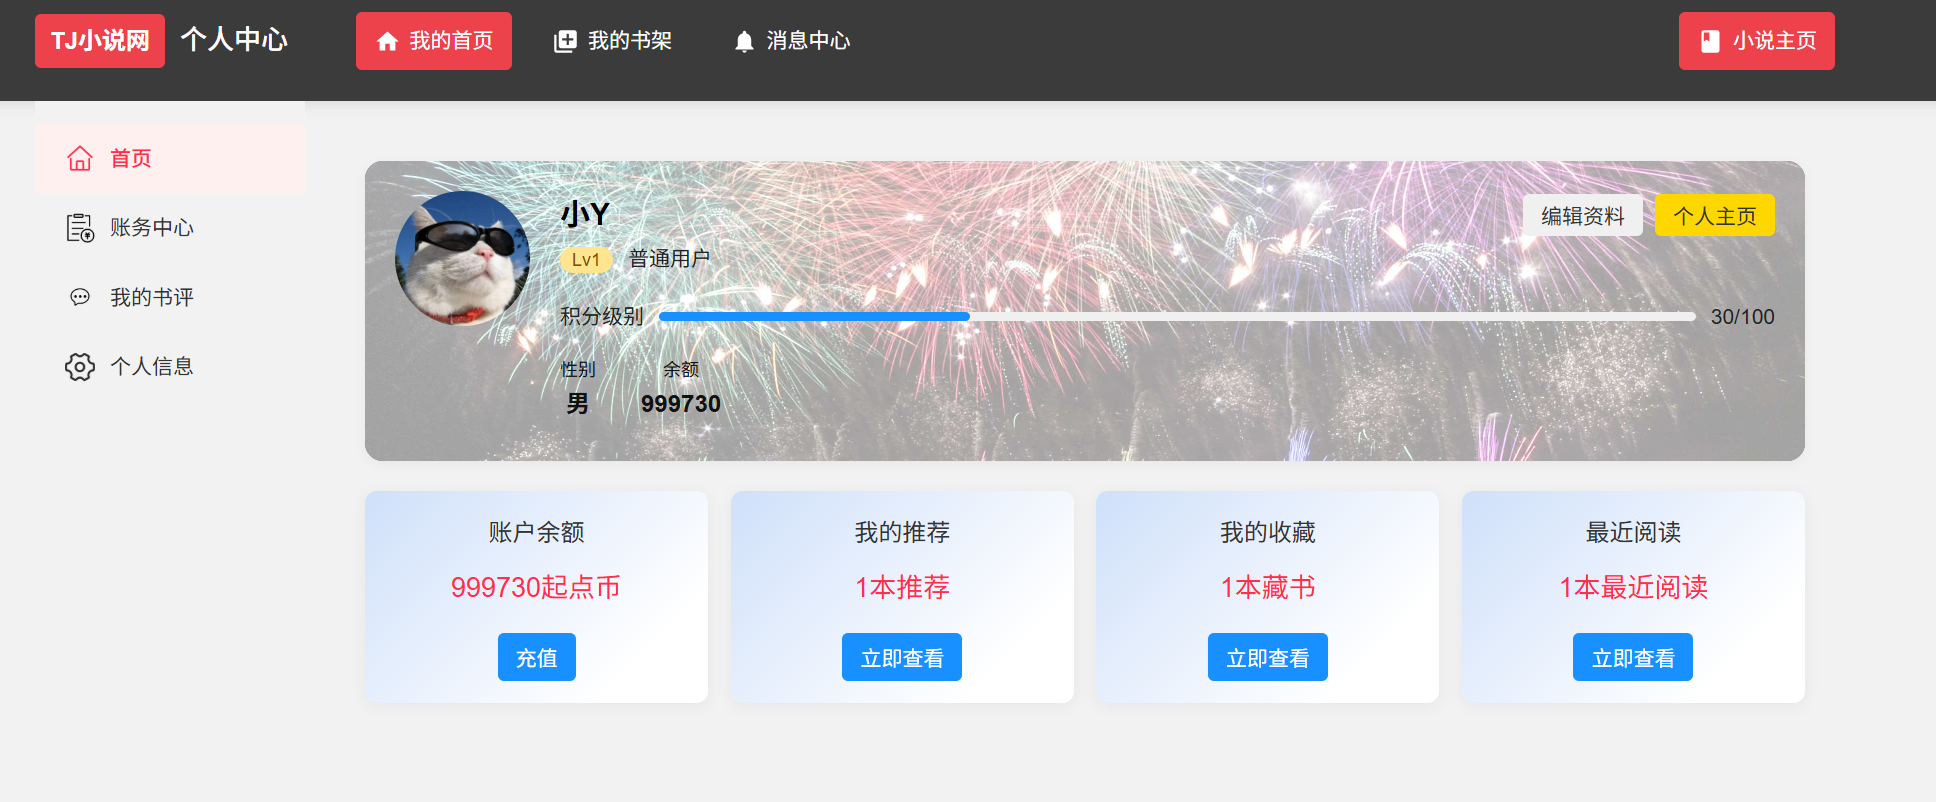 TJ小说网 个人中心 我的首页 我的书架 消息中心 小说主页
首页
账务中心
我的书评
个人信息
小Y 编辑资料 个人主页
Lv1 普通用户
积分级别 30/100
性别 余额
男 999730
账户余额
999730起点币
充值
我的推荐
1本推荐
立即查看
我的收藏
1本藏书
立即查看
最近阅读
1本最近阅读
立即查看